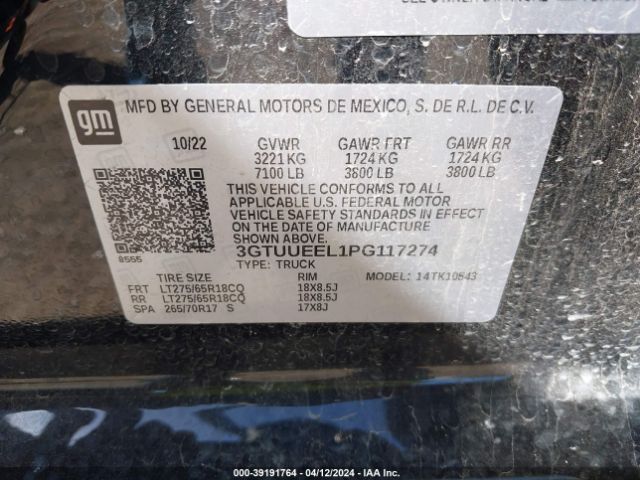 MFD BY GENERAL MOTORS DE MEXICO, S. DE R.L. DE C.V.
gm
10/22 GVWR GAWR FRT GAWR RR
3221 KG 1724 KG 1724 KG
7100 LB 3800 LB 3800 LB
THIS VEHICLE CONFORMS TO ALL
APPLICABLE U.S. FEDERAL MOTOR
VEHICLE SAFETY STANDARDS IN EFFECT
ON THE DATE OF MANUFACTURE
SHOWN ABOVE.
8555 3GTUUEEL1PG117274
TYPE: TRUCK MODEL: 14TK10543
TIRE SIZE RIM
FRT LT275/65R18CQ 18X8.5J
RR LT275/65R18CQ 18X8.5J
SPA 265/70R17 S 17X8J
000-39191764 - 04/12/2024 - IAA Inc.